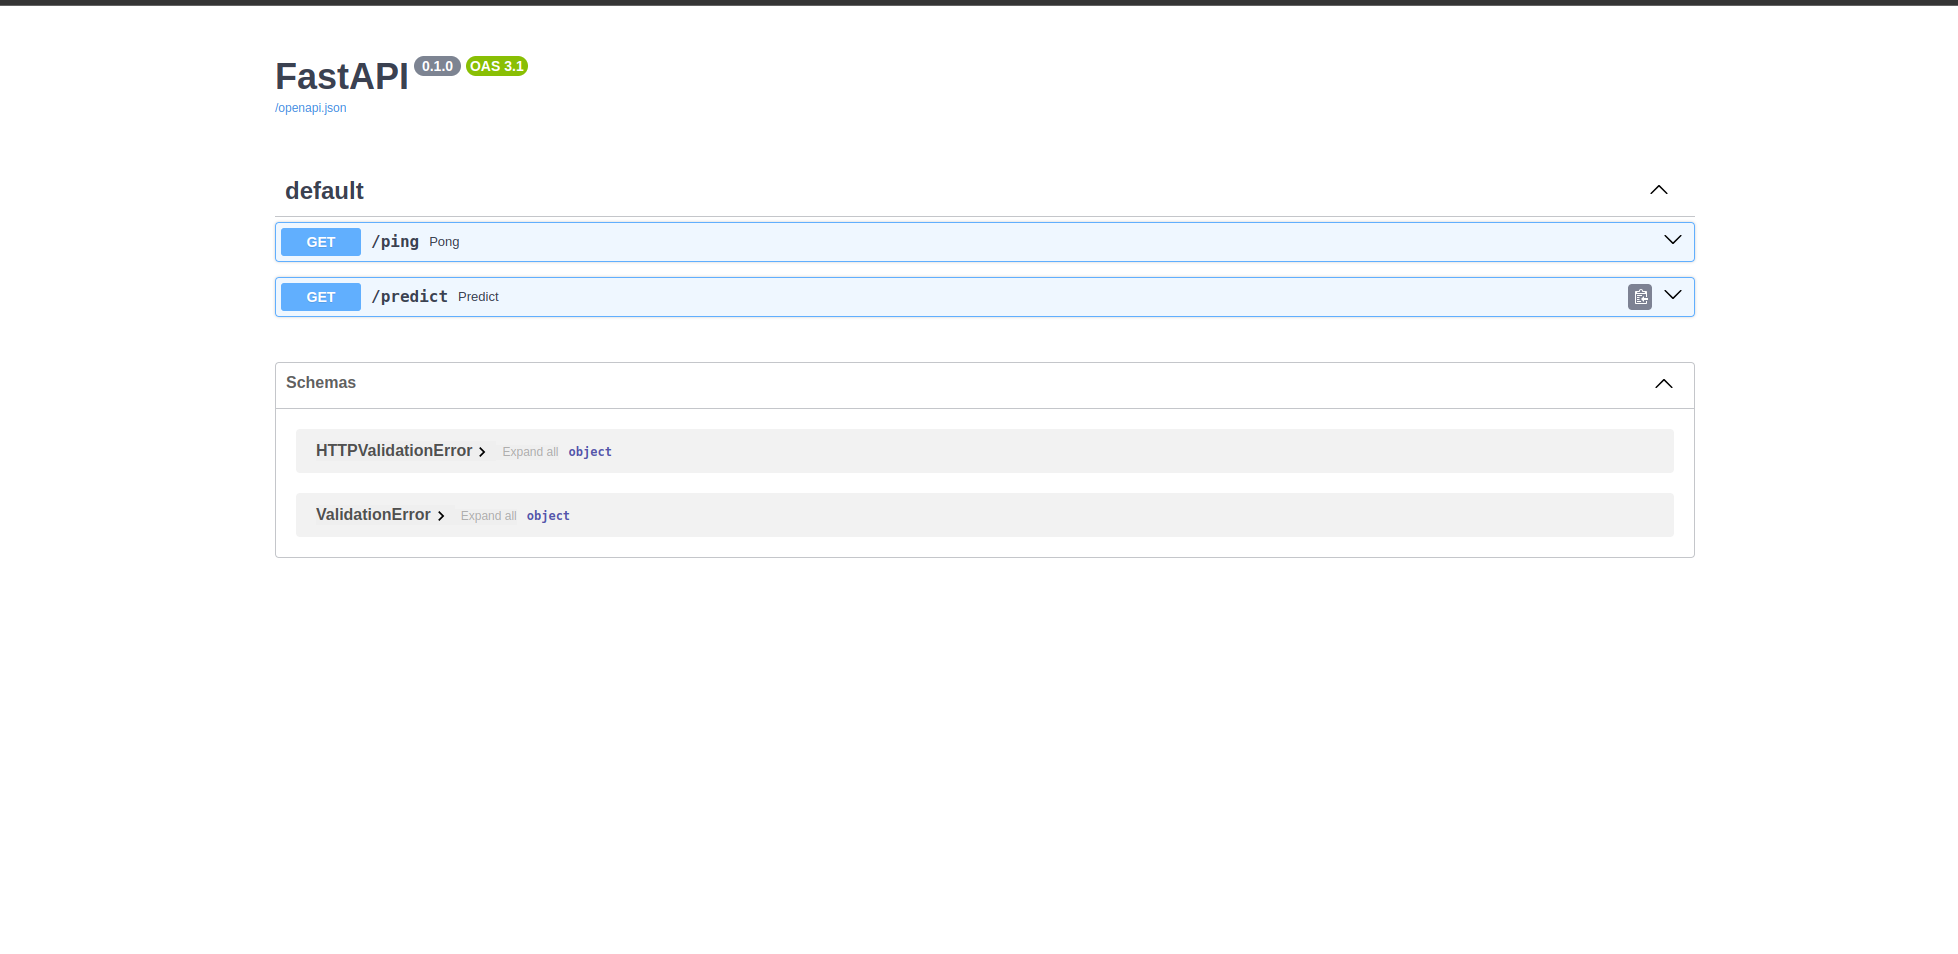 FastAPI 0.1.0 OAS 3.1
/openapi.json
default
GET /ping Pong
GET /predict Predict
Schemas
HTTPValidationError Expand all object
ValidationError Expand all object